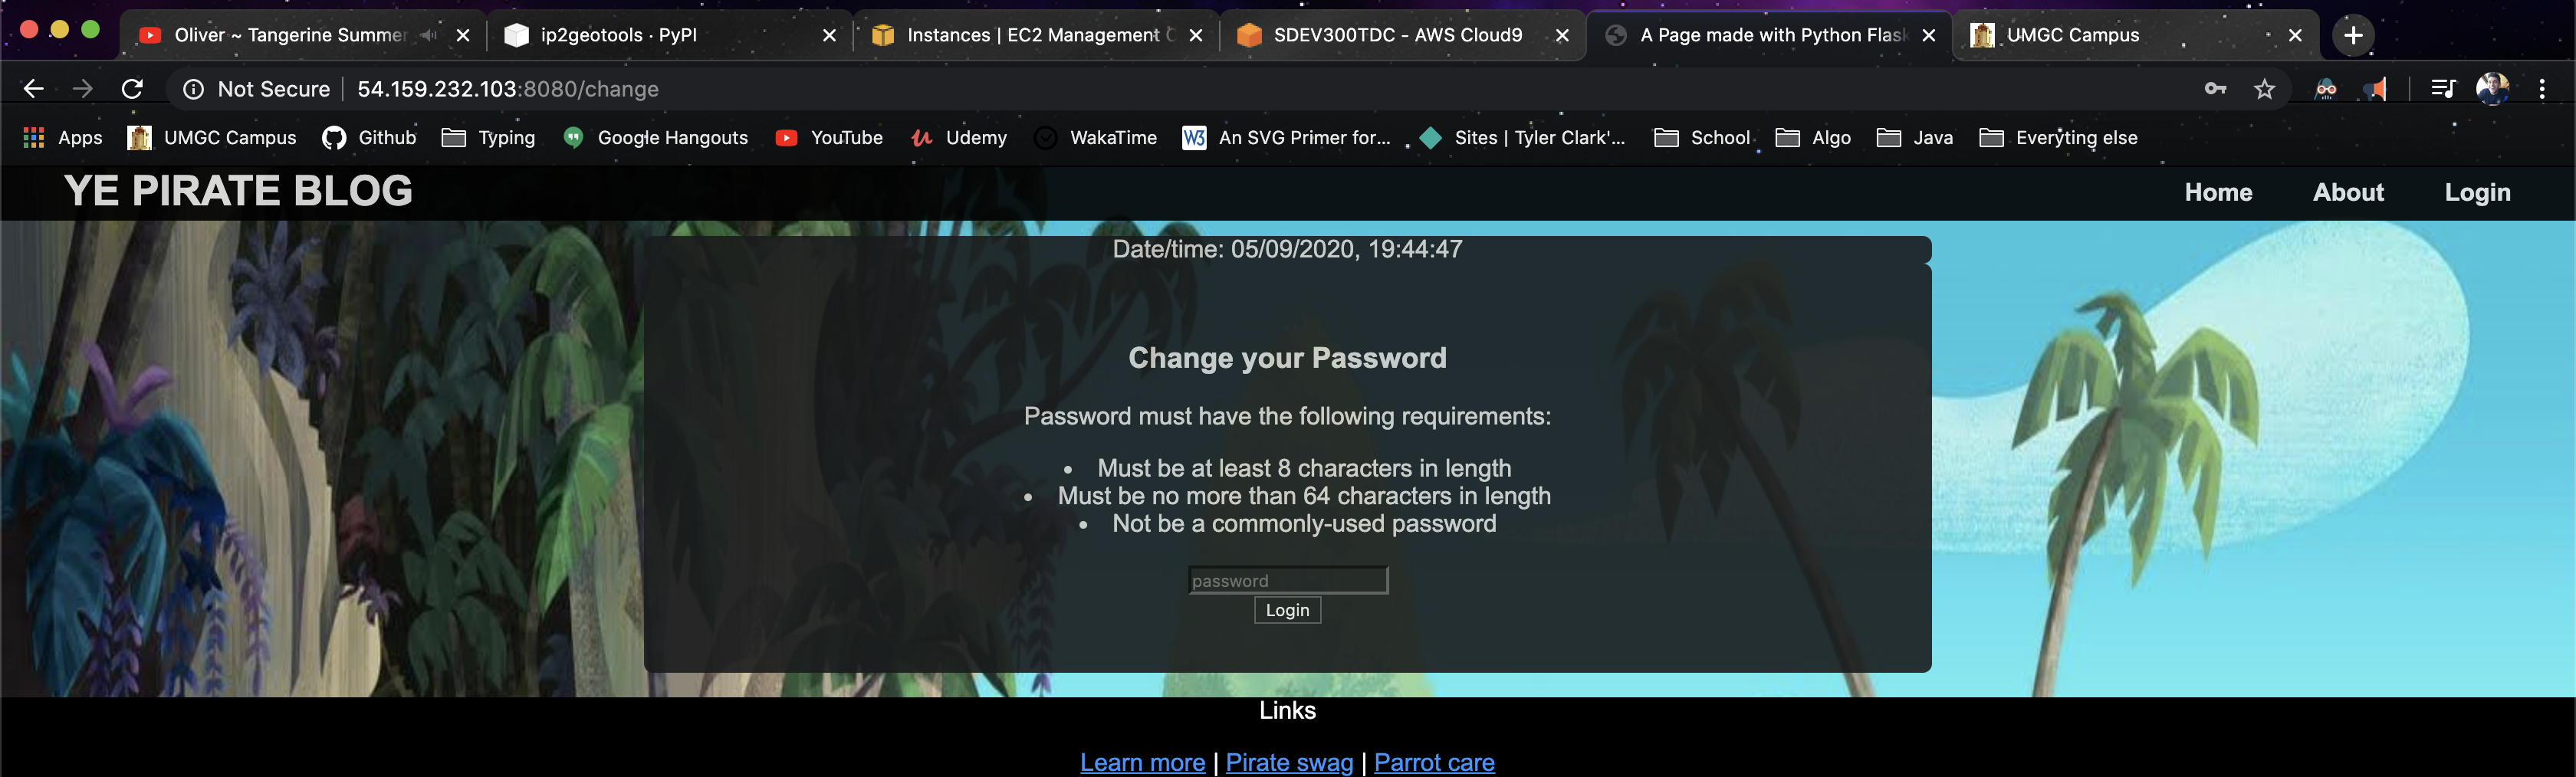 Oliver ~ Tangerine Summer
ip2geotools · PyPI
Instances | EC2 Management C
SDEV300TDC - AWS Cloud9
A Page made with Python Flask
UMGC Campus
Not Secure | 54.159.232.103:8080/change
Apps UMGC Campus Github Typing Google Hangouts YouTube Udemy WakaTime W3 An SVG Primer for... Sites | Tyler Clark'... School Algo Java Everyting else
YE PIRATE BLOG Home About Login
Date/time: 05/09/2020, 19:44:47
Change your Password
Password must have the following requirements:
• Must be at least 8 characters in length
• Must be no more than 64 characters in length
• Not be a commonly-used password
password
Login
Links
Learn more | Pirate swag | Parrot care